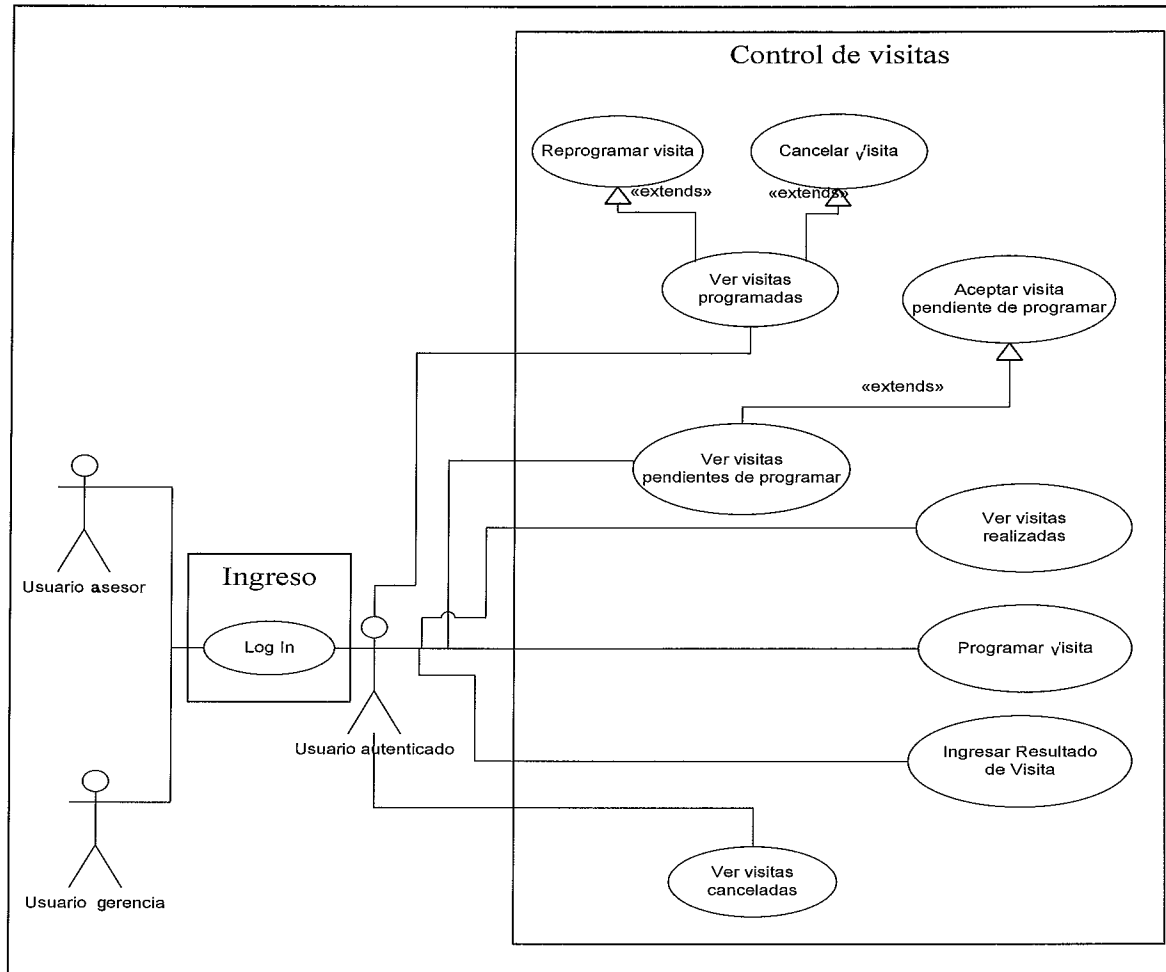 Control de visitas
Reprogramar visita
Cancelar visita
«extends»
«extends»
Ver visitas
programadas
Aceptar visita
pendiente de programar
«extends»
Ver visitas
pendientes de programar
Usuario asesor
Ver visitas
realizadas
Ingreso
Log In
Programar visita
Usuario autenticado
Ingresar Resultado
de Visita
Ver visitas
canceladas
Usuario gerencia